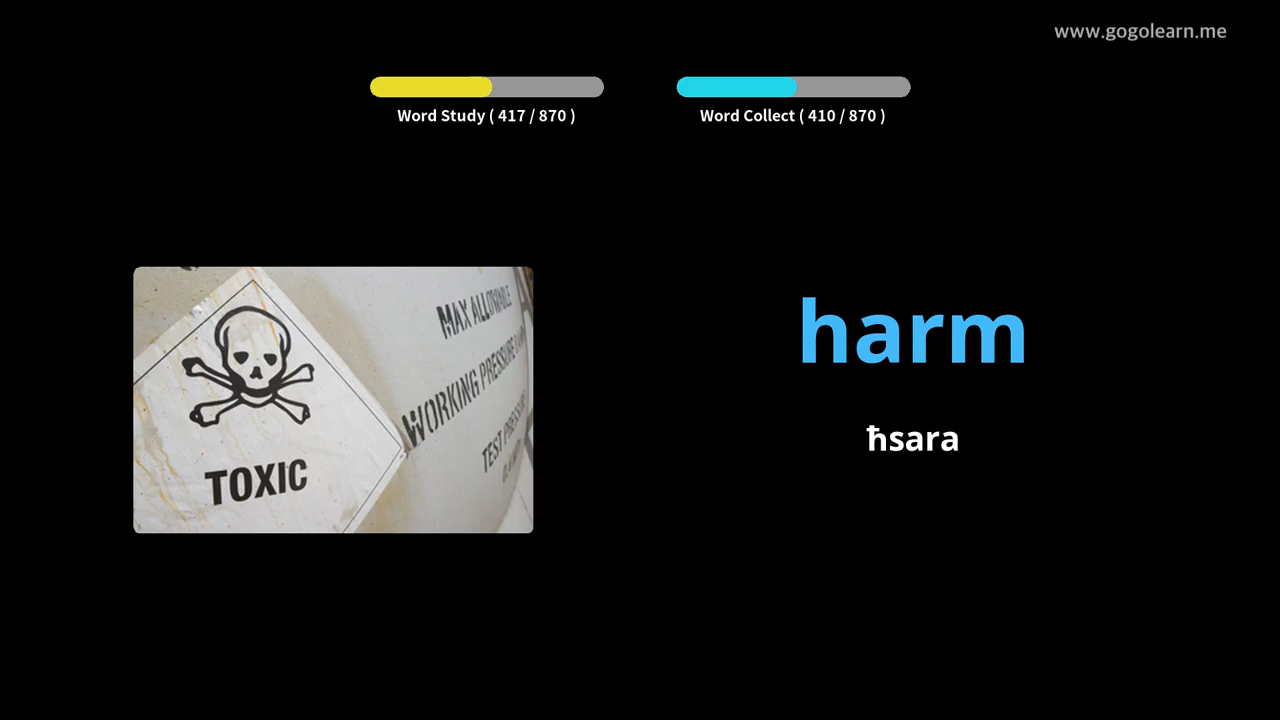 www.gogolearn.me
Word Study ( 417 / 870 )
Word Collect ( 410 / 870 )
TOXIC
MAX ALLOWABLE
WORKING PRESSURE
TEST
harm
ħsara